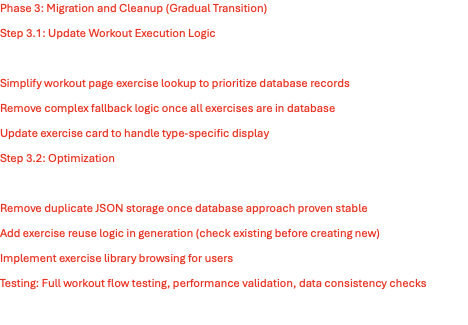 Phase 3: Migration and Cleanup (Gradual Transition)
Step 3.1: Update Workout Execution Logic
Simplify workout page exercise lookup to prioritize database records
Remove complex fallback logic once all exercises are in database
Update exercise card to handle type-specific display
Step 3.2: Optimization
Remove duplicate JSON storage once database approach proven stable
Add exercise reuse logic in generation (check existing before creating new)
Implement exercise library browsing for users
Testing: Full workout flow testing, performance validation, data consistency checks